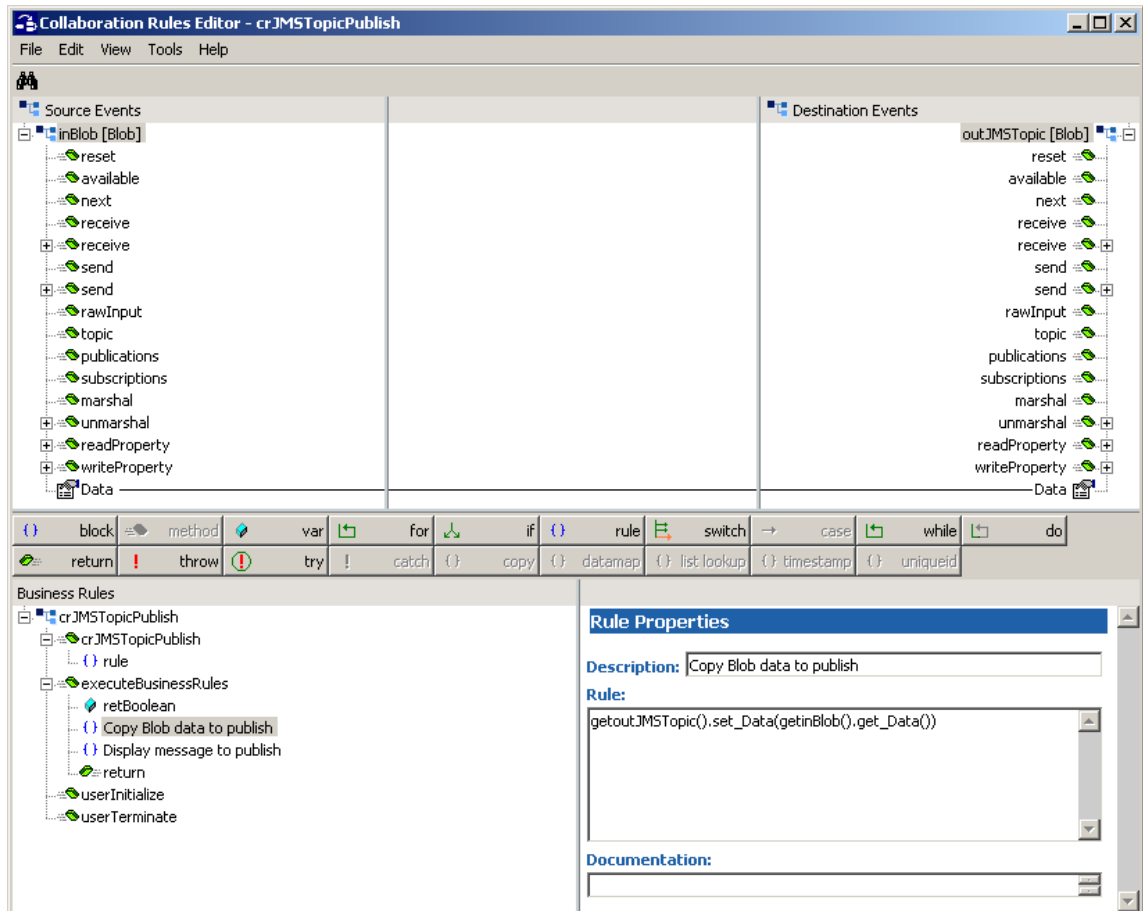 Collaboration Rules Editor - crJMSTopicPublish
File Edit View Tools Help
Source Events
inBlob [Blob]
reset
available
next
receive
receive
send
send
rawInput
topic
publications
subscriptions
marshal
unmarshal
readProperty
writeProperty
Data
Destination Events
outJMSTopic [Blob]
reset
available
next
receive
receive
send
send
rawInput
topic
publications
subscriptions
marshal
unmarshal
readProperty
writeProperty
Data
{} block method var for if {} rule switch case while do
return ! throw ! try ! catch {} copy {} datamap {} list lookup {} timestamp {} uniqueid
Business Rules
crJMSTopicPublish
crJMSTopicPublish
{} rule
executeBusinessRules
retBoolean
{} Copy Blob data to publish
{} Display message to publish
return
userInitialize
userTerminate
Rule Properties
Description: Copy Blob data to publish
Rule:
getoutJMSTopic().set_Data(getinBlob().get_Data())
Documentation: